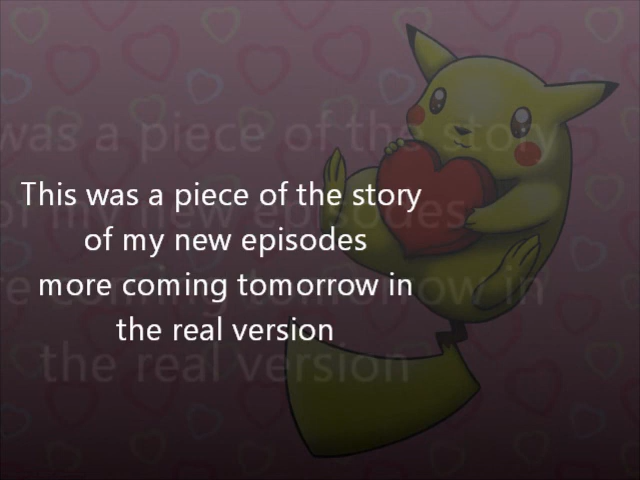 This was a piece of the story
of my new episodes
more coming tomorrow in
the real version